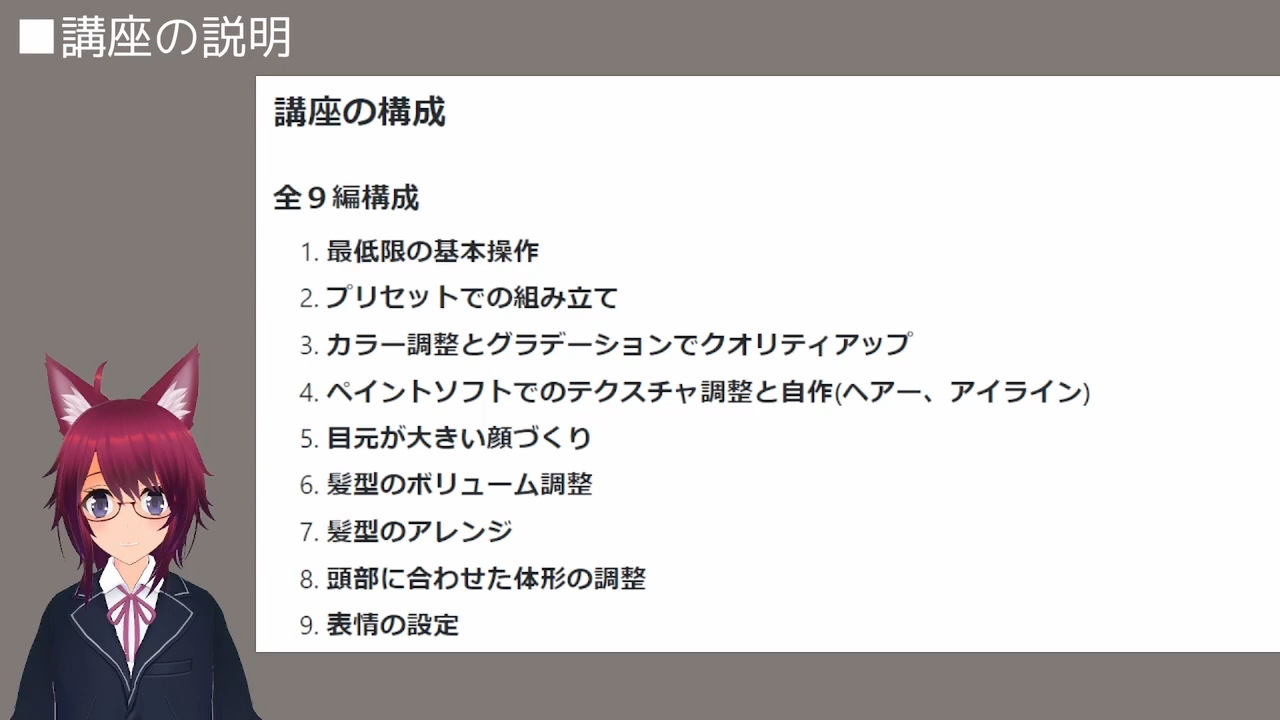 ■講座の説明
講座の構成
全9編構成
1. 最低限の基本操作
2. プリセットでの組み立て
3. カラー調整とグラデーションでクオリティアップ
4. ペイントソフトでのテクスチャ調整と自作(ヘアー、アイライン)
5. 目元が大きい顔づくり
6. 髪型のボリューム調整
7. 髪型のアレンジ
8. 頭部に合わせた体形の調整
9. 表情の設定